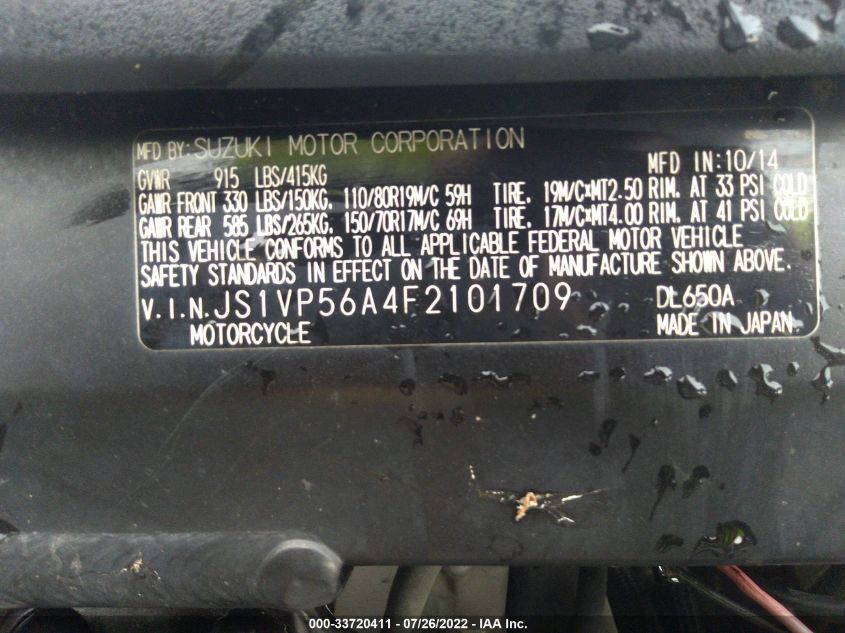 MFD BY: SUZUKI MOTOR CORPORATION
MFD IN: 10/14
GVWR 915 LBS/415KG
GAWR FRONT 330 LBS/150KG. 110/80R19M/C 59H TIRE, 19M/C×MT2.50 RIM. AT 33 PSI COLD
GAWR REAR 585 LBS/265KG. 150/70R17M/C 69H TIRE. 17M/C×MT4.00 RIM. AT 41 PSI COLD
THIS VEHICLE CONFORMS TO ALL APPLICABLE FEDERAL MOTOR VEHICLE
SAFETY STANDARDS IN EFFECT ON THE DATE OF MANUFACTURE SHOWN ABOVE.
V.I.N. JS1VP56A4F2101709 DL650A
MOTORCYCLE MADE IN JAPAN
000-33720411 - 07/26/2022 - IAA Inc.